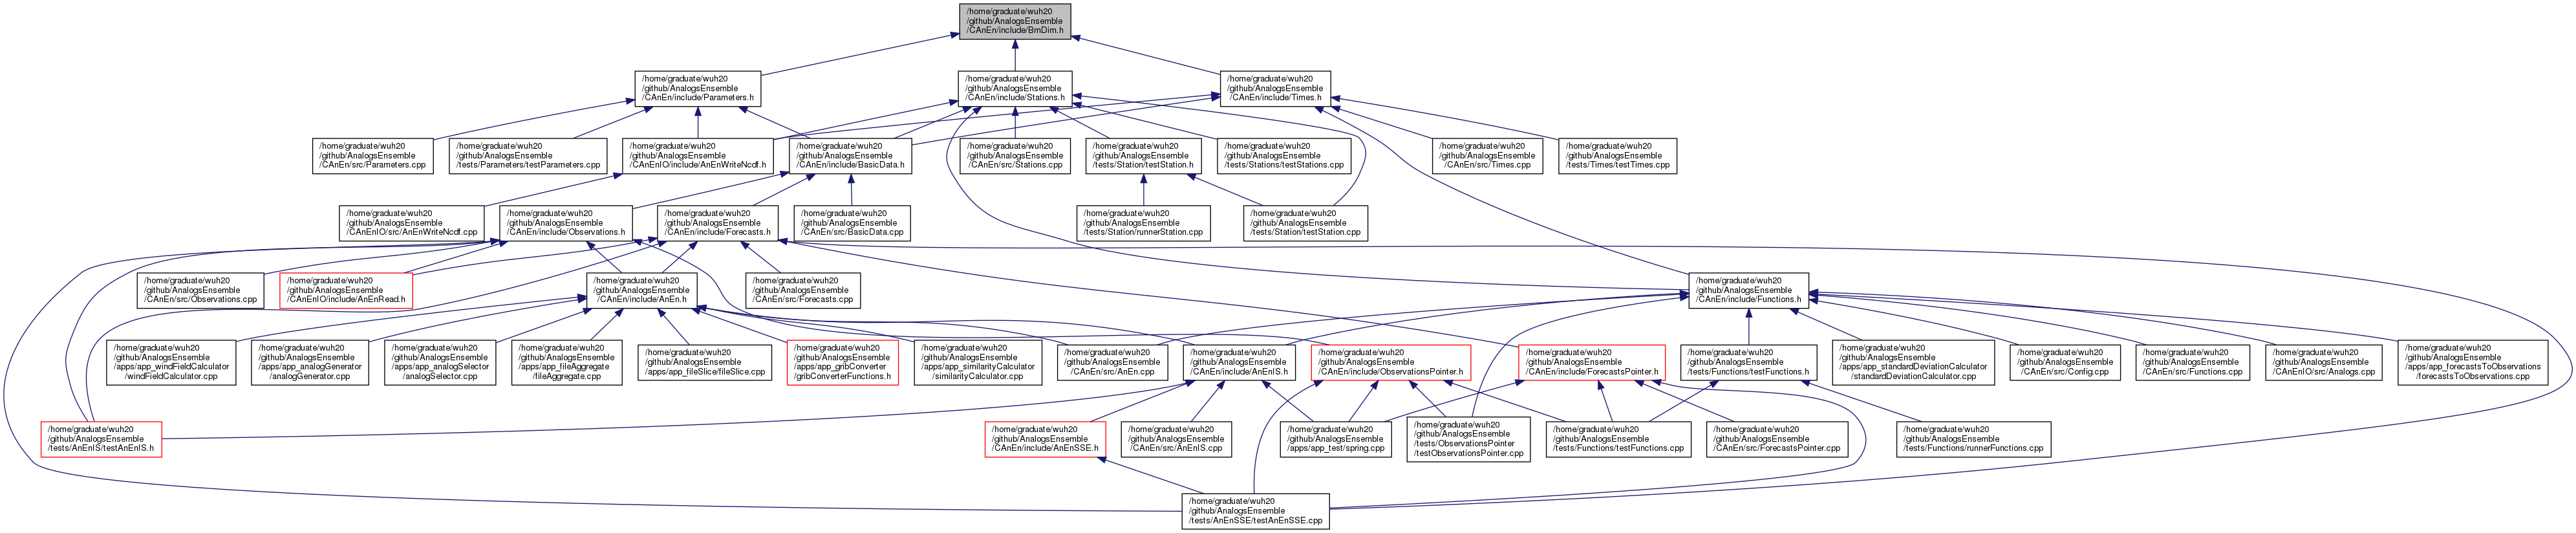 /home/graduate/wuh20
/github/AnalogsEnsemble
/CAnEn/include/BmDim.h
/home/graduate/wuh20
/github/AnalogsEnsemble
/CAnEn/include/Parameters.h
/home/graduate/wuh20
/github/AnalogsEnsemble
/CAnEn/include/Stations.h
/home/graduate/wuh20
/github/AnalogsEnsemble
/CAnEn/include/Times.h
/home/graduate/wuh20
/github/AnalogsEnsemble
/CAnEn/src/Parameters.cpp
/home/graduate/wuh20
/github/AnalogsEnsemble
/tests/Parameters/testParameters.cpp
/home/graduate/wuh20
/github/AnalogsEnsemble
/CAnEnIO/include/AnEnWriteNcdf.h
/home/graduate/wuh20
/github/AnalogsEnsemble
/CAnEn/include/BasicData.h
/home/graduate/wuh20
/github/AnalogsEnsemble
/CAnEn/src/Stations.cpp
/home/graduate/wuh20
/github/AnalogsEnsemble
/tests/Station/testStation.h
/home/graduate/wuh20
/github/AnalogsEnsemble
/tests/Stations/testStations.cpp
/home/graduate/wuh20
/github/AnalogsEnsemble
/CAnEn/src/Times.cpp
/home/graduate/wuh20
/github/AnalogsEnsemble
/tests/Times/testTimes.cpp
/home/graduate/wuh20
/github/AnalogsEnsemble
/CAnEnIO/src/AnEnWriteNcdf.cpp
/home/graduate/wuh20
/github/AnalogsEnsemble
/CAnEn/include/Observations.h
/home/graduate/wuh20
/github/AnalogsEnsemble
/CAnEn/include/Forecasts.h
/home/graduate/wuh20
/github/AnalogsEnsemble
/CAnEn/src/BasicData.cpp
/home/graduate/wuh20
/github/AnalogsEnsemble
/tests/Station/runnerStation.cpp
/home/graduate/wuh20
/github/AnalogsEnsemble
/tests/Station/testStation.cpp
/home/graduate/wuh20
/github/AnalogsEnsemble
/CAnEn/src/Observations.cpp
/home/graduate/wuh20
/github/AnalogsEnsemble
/CAnEnIO/include/AnEnRead.h
/home/graduate/wuh20
/github/AnalogsEnsemble
/CAnEn/include/AnEn.h
/home/graduate/wuh20
/github/AnalogsEnsemble
/CAnEn/src/Forecasts.cpp
/home/graduate/wuh20
/github/AnalogsEnsemble
/CAnEn/include/Functions.h
/home/graduate/wuh20
/github/AnalogsEnsemble
/apps/app_windFieldCalculator
/windFieldCalculator.cpp
/home/graduate/wuh20
/github/AnalogsEnsemble
/apps/app_analogGenerator
/analogGenerator.cpp
/home/graduate/wuh20
/github/AnalogsEnsemble
/apps/app_analogSelector
/analogSelector.cpp
/home/graduate/wuh20
/github/AnalogsEnsemble
/apps/app_fileAggregate
/fileAggregate.cpp
/home/graduate/wuh20
/github/AnalogsEnsemble
/apps/app_fileSlice/fileSlice.cpp
/home/graduate/wuh20
/github/AnalogsEnsemble
/apps/app_gribConverter
/gribConverterFunctions.h
/home/graduate/wuh20
/github/AnalogsEnsemble
/apps/app_similarityCalculator
/similarityCalculator.cpp
/home/graduate/wuh20
/github/AnalogsEnsemble
/CAnEn/src/AnEn.cpp
/home/graduate/wuh20
/github/AnalogsEnsemble
/CAnEn/include/AnEnIS.h
/home/graduate/wuh20
/github/AnalogsEnsemble
/CAnEn/include/ObservationsPointer.h
/home/graduate/wuh20
/github/AnalogsEnsemble
/CAnEn/include/ForecastsPointer.h
/home/graduate/wuh20
/github/AnalogsEnsemble
/tests/Functions/testFunctions.h
/home/graduate/wuh20
/github/AnalogsEnsemble
/apps/app_standardDeviationCalculator
/standardDeviationCalculator.cpp
/home/graduate/wuh20
/github/AnalogsEnsemble
/CAnEn/src/Config.cpp
/home/graduate/wuh20
/github/AnalogsEnsemble
/CAnEn/src/Functions.cpp
/home/graduate/wuh20
/github/AnalogsEnsemble
/CAnEnIO/src/Analogs.cpp
/home/graduate/wuh20
/github/AnalogsEnsemble
/apps/app_forecastsToObservations
/forecastsToObservations.cpp
/home/graduate/wuh20
/github/AnalogsEnsemble
/tests/AnEnIS/testAnEnIS.h
/home/graduate/wuh20
/github/AnalogsEnsemble
/CAnEn/include/AnEnSSE.h
/home/graduate/wuh20
/github/AnalogsEnsemble
/CAnEn/src/AnEnIS.cpp
/home/graduate/wuh20
/github/AnalogsEnsemble
/apps/app_test/spring.cpp
/home/graduate/wuh20
/github/AnalogsEnsemble
/tests/ObservationsPointer
/testObservationsPointer.cpp
/home/graduate/wuh20
/github/AnalogsEnsemble
/tests/Functions/testFunctions.cpp
/home/graduate/wuh20
/github/AnalogsEnsemble
/CAnEn/src/ForecastsPointer.cpp
/home/graduate/wuh20
/github/AnalogsEnsemble
/tests/Functions/runnerFunctions.cpp
/home/graduate/wuh20
/github/AnalogsEnsemble
/tests/AnEnSSE/testAnEnSSE.cpp